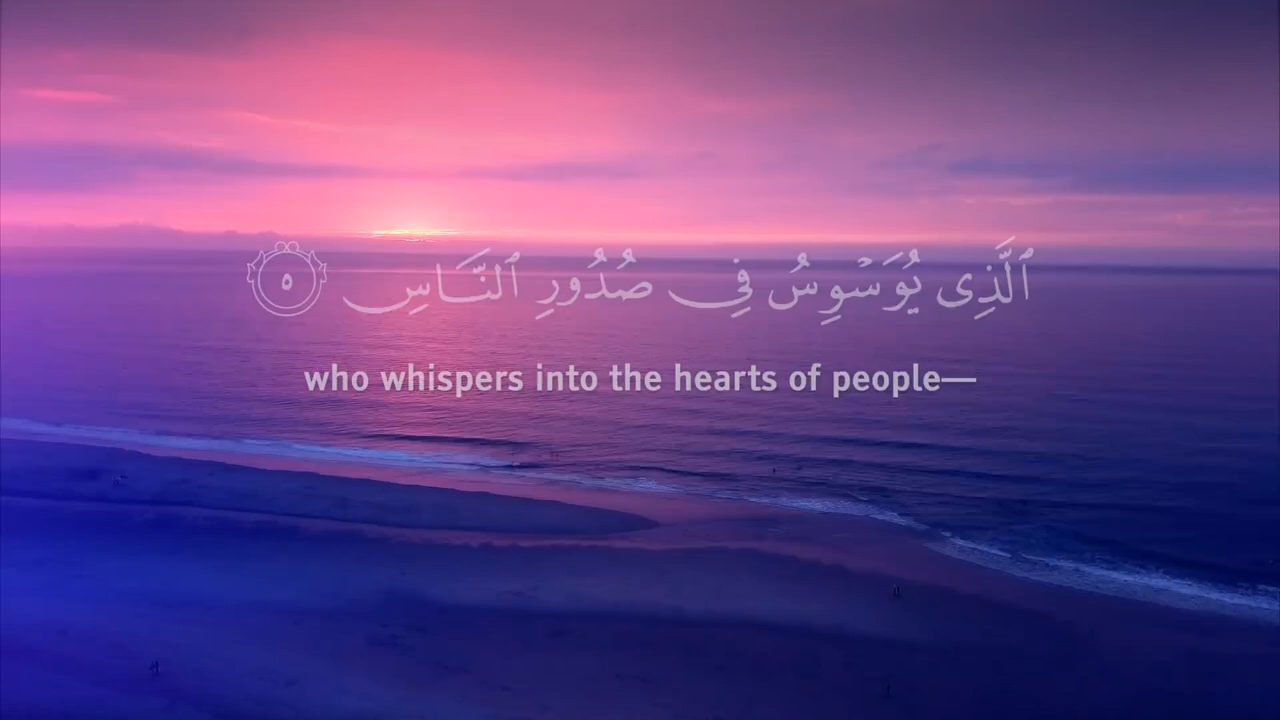 ٱلَّذِى يُوَسْوِسُ فِى صُدُورِ ٱلنَّاسِ ٥
who whispers into the hearts of people—